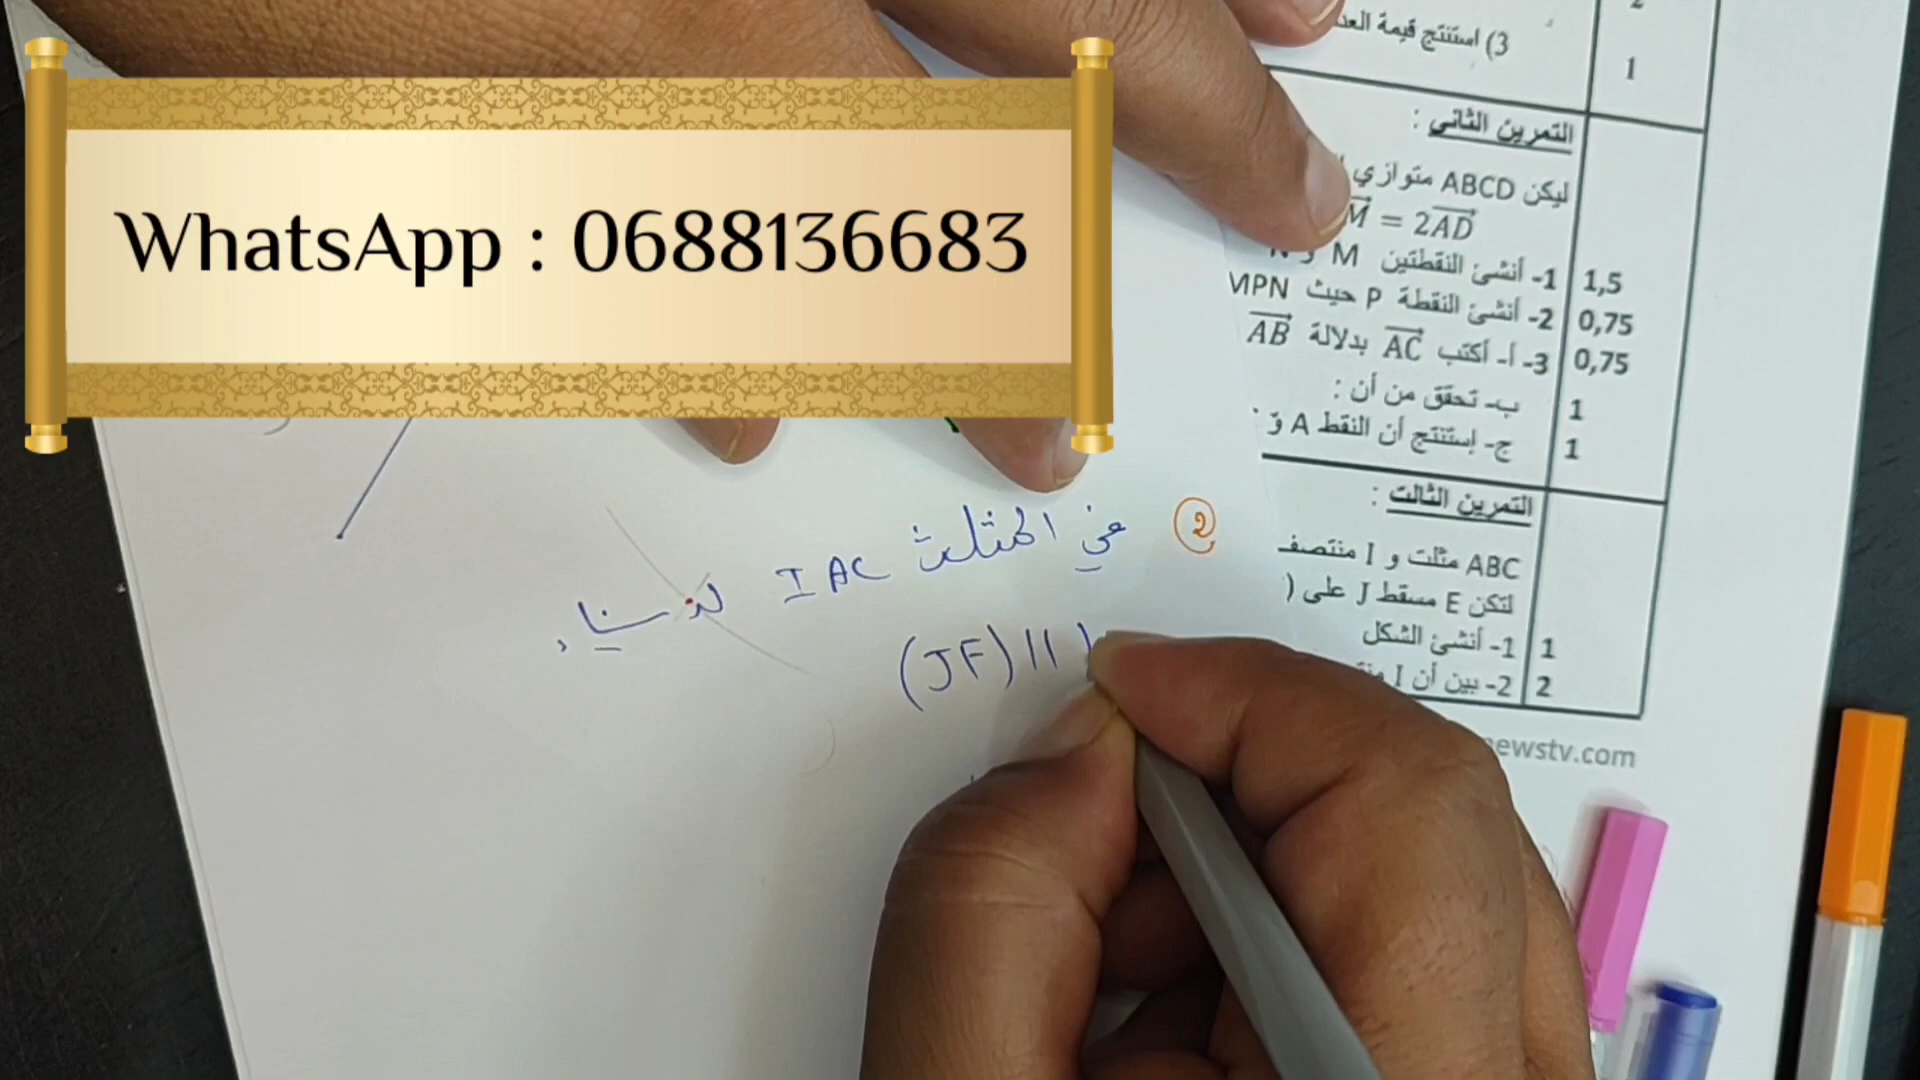 WhatsApp : 0688136683
2
3) استنتج قيمة العد
1
التمرين الثاني :
ليكن ABCD متوازي
M = 2AD
1- أنشئ النقطتين M و N 1,5
2- أنشئ النقطة P حيث MPN 0,75
3- أ- أكتب AC بدلالة AB 0,75
ب- تحقق من أن : 1
ج- إستنتج أن النقط A و 1
التمرين الثالت :
ABC مثلت و I منتصف
لتكن E مسقط J على (
1- أنشئ الشكل 1
2- بين أن I 2
ewstv.com
② في المثلث IAC لدينا،
(JF) // (